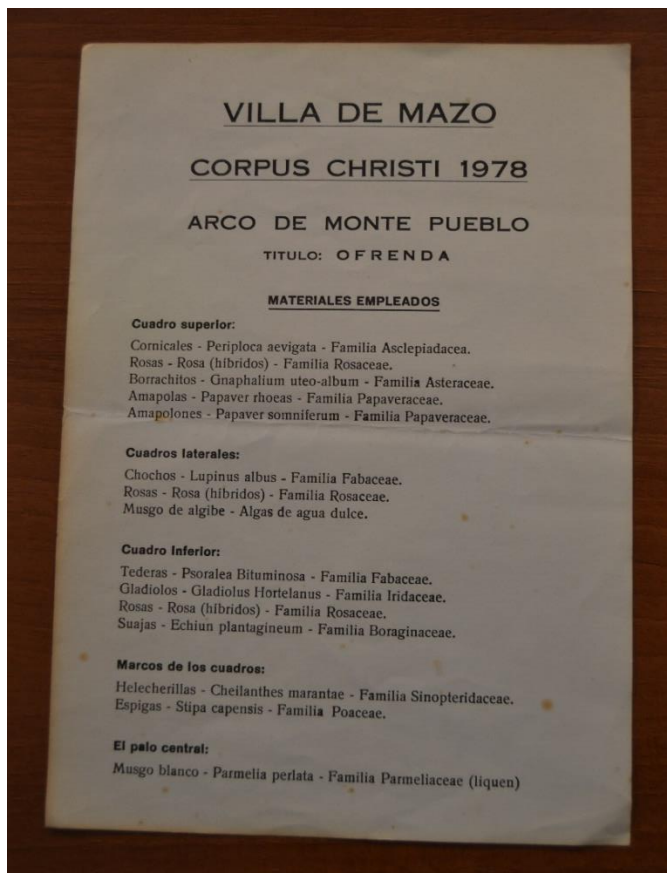 VILLA DE MAZO
CORPUS CHRISTI 1978
ARCO DE MONTE PUEBLO
TITULO: OFRENDA
MATERIALES EMPLEADOS
Cuadro superior:
Cornicales - Periploca aevigata - Familia Asclepiadacea.
Rosas - Rosa (híbridos) - Familia Rosaceae.
Borrachitos - Gnaphalium uteo-album - Familia Asteraceae.
Amapolas - Papaver rhoeas - Familia Papaveraceae.
Amapolones - Papaver somniferum - Familia Papaveraceae.
Cuadros laterales:
Chochos - Lupinus albus - Familia Fabaceae.
Rosas - Rosa (híbridos) - Familia Rosaceae.
Musgo de algibe - Algas de agua dulce.
Cuadro Inferior:
Tederas - Psoralea Bituminosa - Familia Fabaceae.
Gladiolos - Gladiolus Hortelanus - Familia Iridaceae.
Rosas - Rosa (híbridos) - Familia Rosaceae.
Suajas - Echiun plantagineum - Familia Boraginaceae.
Marcos de los cuadros:
Helecherillas - Cheilanthes marantae - Familia Sinopteridaceae.
Espigas - Stipa capensis - Familia Poaceae.
El palo central:
Musgo blanco - Parmelia perlata - Familia Parmeliaceae (liquen)